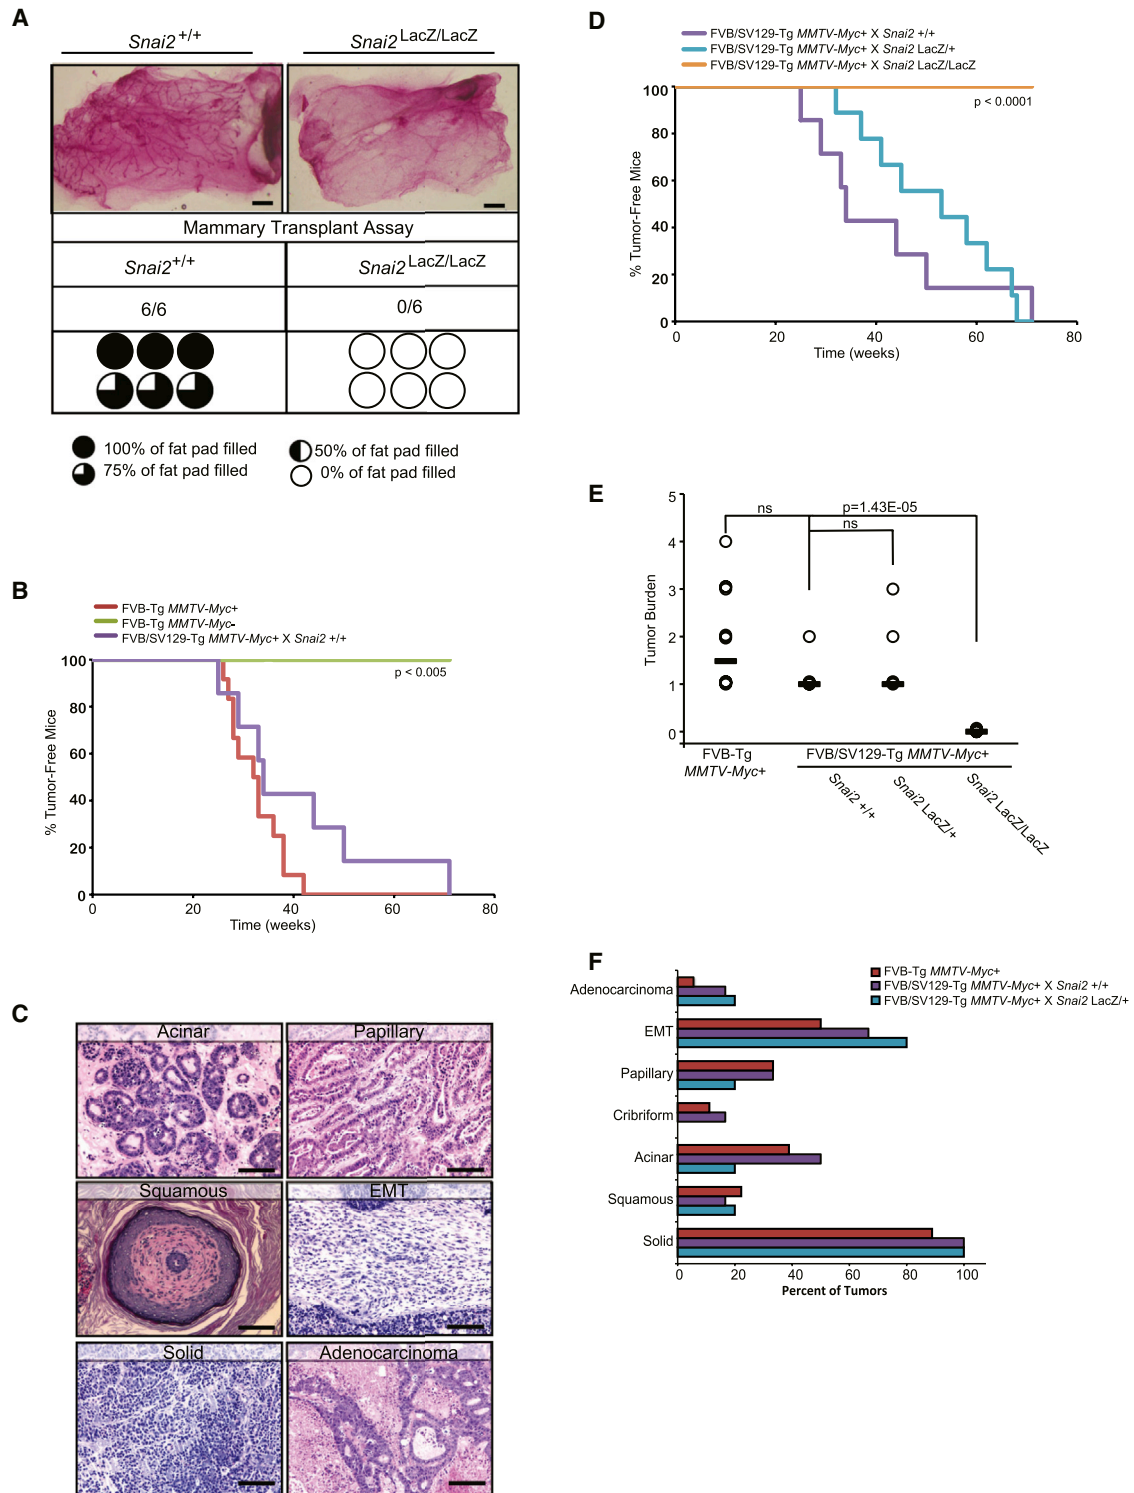 A
Snai2 +/+
Snai2 LacZ/LacZ
Mammary Transplant Assay
Snai2 +/+
Snai2 LacZ/LacZ
6/6
0/6
100% of fat pad filled
50% of fat pad filled
75% of fat pad filled
0% of fat pad filled
B
FVB-Tg MMTV-Myc+
FVB-Tg MMTV-Myc-
FVB/SV129-Tg MMTV-Myc+ X Snai2 +/+
p < 0.005
% Tumor-Free Mice
100
80
60
40
20
0
0 20 40 60 80
Time (weeks)
C
Acinar
Papillary
Squamous
EMT
Solid
Adenocarcinoma
D
FVB/SV129-Tg MMTV-Myc+ X Snai2 +/+
FVB/SV129-Tg MMTV-Myc+ X Snai2 LacZ/+
FVB/SV129-Tg MMTV-Myc+ X Snai2 LacZ/LacZ
p < 0.0001
% Tumor-Free Mice
100
80
60
40
20
0
0 20 40 60 80
Time (weeks)
E
Tumor Burden
5
4
3
2
1
0
ns
p=1.43E-05
ns
FVB-Tg
MMTV-Myc+
FVB/SV129-Tg MMTV-Myc+
Snai2 +/+
Snai2 LacZ/+
Snai2 LacZ/LacZ
F
FVB-Tg MMTV-Myc+
FVB/SV129-Tg MMTV-Myc+ X Snai2 +/+
FVB/SV129-Tg MMTV-Myc+ X Snai2 LacZ/+
Adenocarcinoma
EMT
Papillary
Cribriform
Acinar
Squamous
Solid
0 20 40 60 80 100
Percent of Tumors